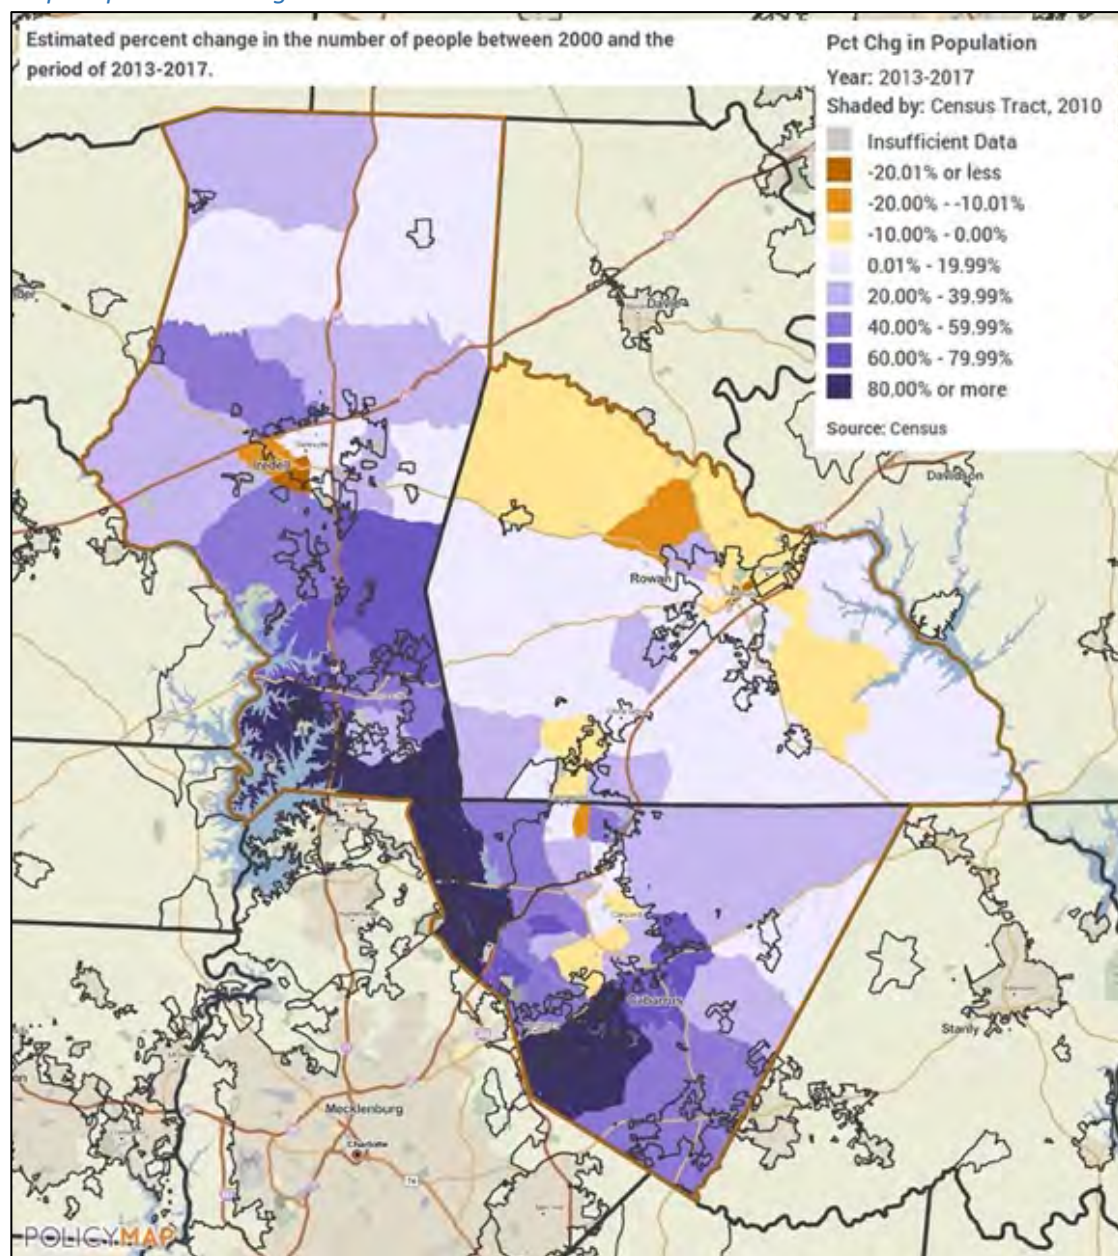 Estimated percent change in the number of people between 2000 and the
period of 2013-2017.
Pct Chg in Population
Year: 2013-2017
Shaded by: Census Tract, 2010
Insufficient Data
-20.01% or less
-20.00% - -10.01%
-10.00% - 0.00%
0.01% - 19.99%
20.00% - 39.99%
40.00% - 59.99%
60.00% - 79.99%
80.00% or more
Source: Census
Davie
Iredell
Davidson
Rowan
Cabarrus
Stanly
Mecklenburg
Charlotte
POLICYMAP